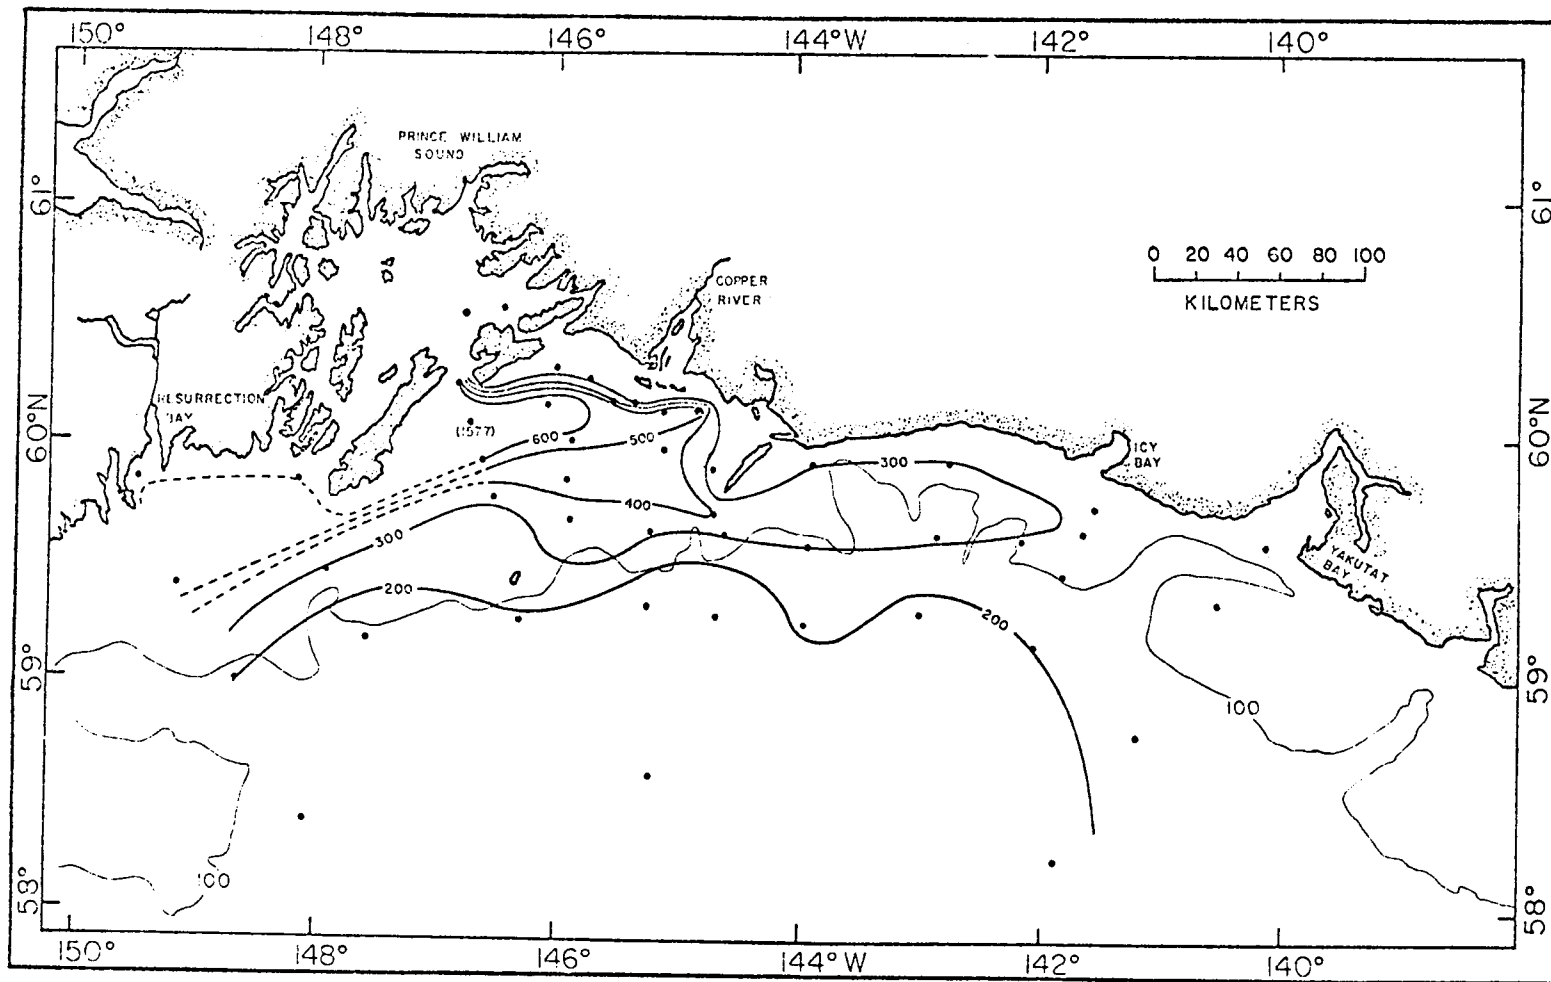 150°
148°
146°
144°W
142°
140°
PRINCE WILLIAM
SOUND
61°
61°
0 20 40 60 80 100
KILOMETERS
COPPER
RIVER
RESURRECTION
BAY
60°N
60°N
(1577)
600
500
300
ICY
BAY
400
300
200
200
YAKUTAT
BAY
59°
59°
100
100
58°
58°
150°
148°
146°
144°W
142°
140°